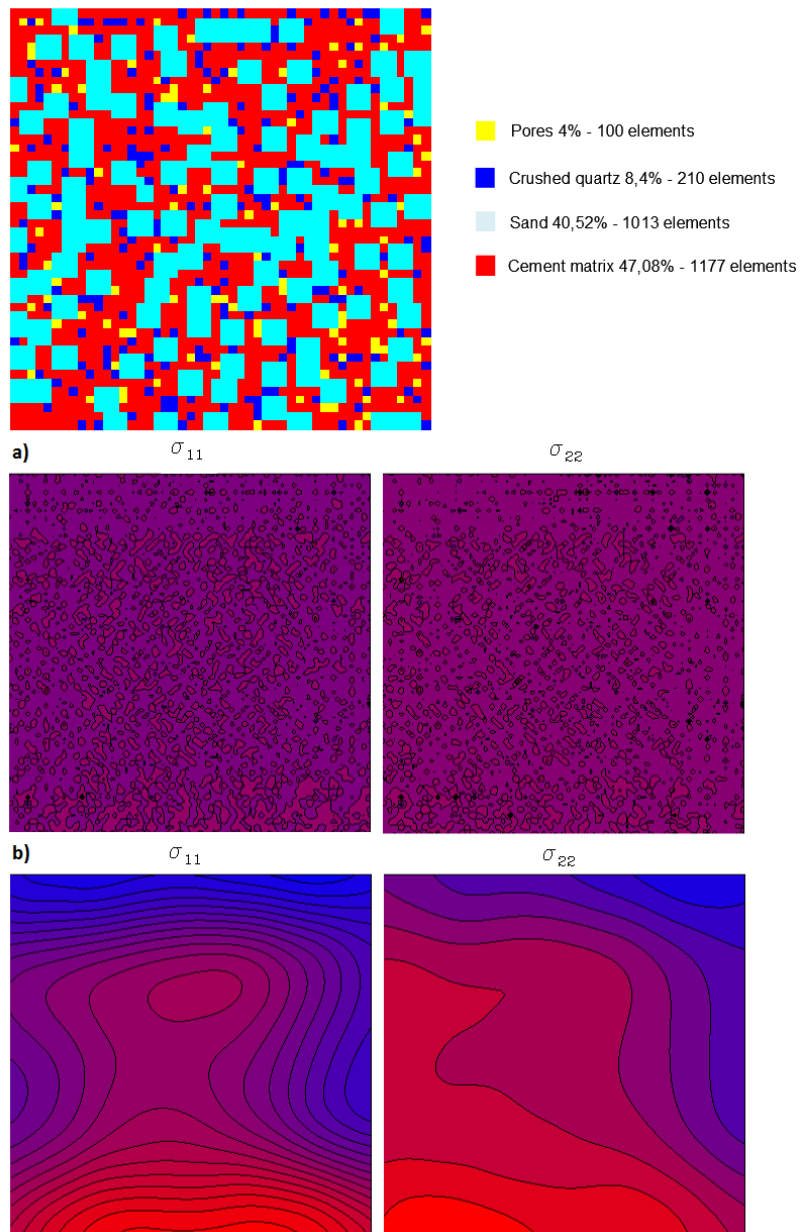 Pores 4% - 100 elements
Crushed quartz 8,4% - 210 elements
Sand 40,52% - 1013 elements
Cement matrix 47,08% - 1177 elements
a)
σ11
σ22
b)
σ11
σ22